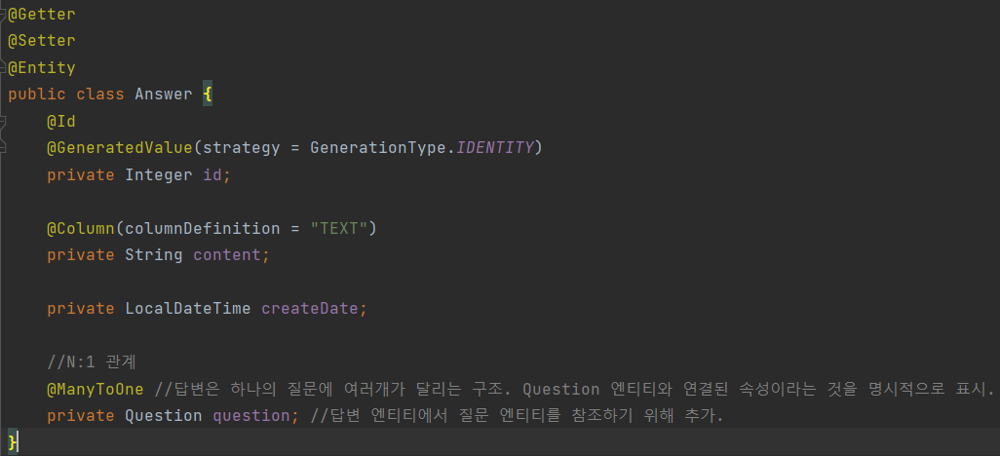 @Getter
@Setter
@Entity
public class Answer {
@Id
@GeneratedValue(strategy = GenerationType.IDENTITY)
private Integer id;
@Column(columnDefinition = "TEXT")
private String content;
private LocalDateTime createDate;
//N:1 관계
@ManyToOne //답변은 하나의 질문에 여러개가 달리는 구조. Question 엔티티와 연결된 속성이라는 것을 명시적으로 표시.
private Question question; //답변 엔티티에서 질문 엔티티를 참조하기 위해 추가.
}